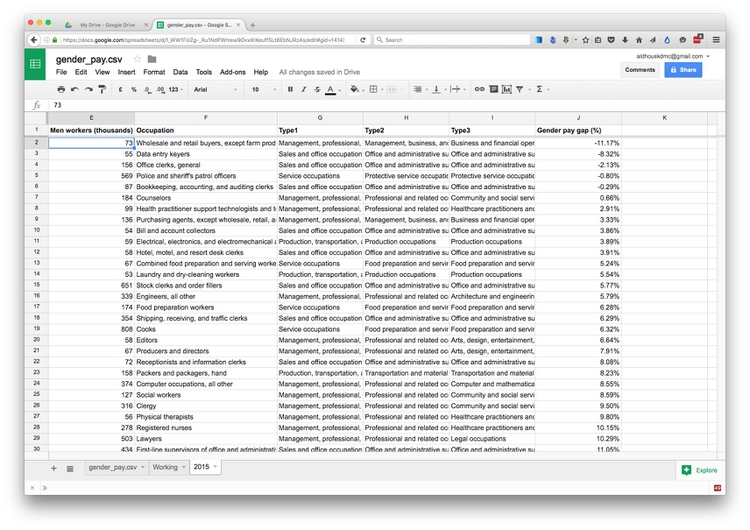 My Drive - Google Drive × gender_pay.csv - Google S... × +
https://docs.google.com/spreadsheets/d/ Search
gender_pay.csv
aldhouskdmc@gmail.com
File Edit View Insert Format Data Tools Add-ons Help All changes saved in Drive
Comments Share
£ % .0 .00 123 Arial 10 B I S A
fx 73
E F G H I J K
1 Men workers (thousands) Occupation Type1 Type2 Type3 Gender pay gap (%)
2 73 Wholesale and retail buyers, except farm prod Management, professional, Management, business, and Business and financial oper -11.17%
3 55 Data entry keyers Sales and office occupation Office and administrative su Office and administrative su -8.32%
4 156 Office clerks, general Sales and office occupation Office and administrative su Office and administrative su -2.13%
5 569 Police and sheriff's patrol officers Service occupations Protective service occupatic Protective service occupatic -0.80%
6 87 Bookkeeping, accounting, and auditing clerks Sales and office occupation Office and administrative su Office and administrative su -0.29%
7 184 Counselors Management, professional, Professional and related oc Community and social servi 0.66%
8 99 Health practitioner support technologists and t Management, professional, Professional and related oc Healthcare practitioners anc 2.91%
9 136 Purchasing agents, except wholesale, retail, a Management, professional, Management, business, and Business and financial oper 3.33%
10 54 Bill and account collectors Sales and office occupation Office and administrative su Office and administrative su 3.86%
11 59 Electrical, electronics, and electromechanical a Production, transportation, a Production occupations Production occupations 3.89%
12 58 Hotel, motel, and resort desk clerks Sales and office occupation Office and administrative su Office and administrative su 3.91%
13 67 Combined food preparation and serving worke Service occupations Food preparation and servir Food preparation and servir 5.24%
14 53 Laundry and dry-cleaning workers Production, transportation, a Production occupations Production occupations 5.54%
15 651 Stock clerks and order fillers Sales and office occupation Office and administrative su Office and administrative su 5.77%
16 339 Engineers, all other Management, professional, Professional and related oc Architecture and engineerin 5.79%
17 174 Food preparation workers Service occupations Food preparation and servir Food preparation and servir 6.28%
18 354 Shipping, receiving, and traffic clerks Sales and office occupation Office and administrative su Office and administrative su 6.29%
19 808 Cooks Service occupations Food preparation and servir Food preparation and servir 6.32%
20 58 Editors Management, professional, Professional and related oc Arts, design, entertainment, 6.64%
21 67 Producers and directors Management, professional, Professional and related oc Arts, design, entertainment, 7.91%
22 72 Receptionists and information clerks Sales and office occupation Office and administrative su Office and administrative su 8.08%
23 158 Packers and packagers, hand Production, transportation, a Transportation and material Transportation and material 8.23%
24 374 Computer occupations, all other Management, professional, Professional and related oc Computer and mathematica 8.55%
25 127 Social workers Management, professional, Professional and related oc Community and social servi 8.59%
26 316 Clergy Management, professional, Professional and related oc Community and social servi 9.50%
27 56 Physical therapists Management, professional, Professional and related oc Healthcare practitioners anc 9.80%
28 278 Registered nurses Management, professional, Professional and related oc Healthcare practitioners anc 10.15%
29 503 Lawyers Management, professional, Professional and related oc Legal occupations 10.29%
30 434 First-line supervisors of office and administrati Sales and office occupation Office and administrative su Office and administrative su 11.05%
+ gender_pay.csv Working 2015 Explore